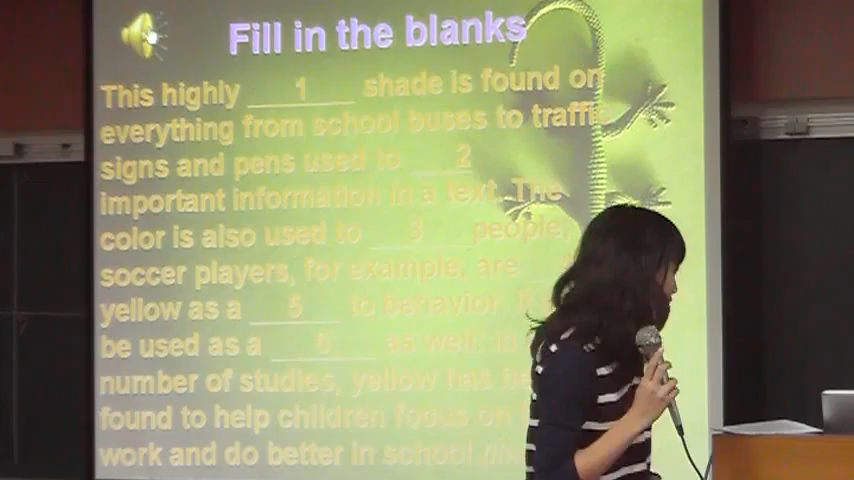 Fill in the blanks
This highly 1 shade is found on
everything from school buses to traffic
signs and pens used to 2
important information in a text. The
color is also used to 3 people,
soccer players, for example, are
yellow as a 5 to behavior.
be used as a 6 as well: in
number of studies, yellow has
found to help children focus on
work and do better in school